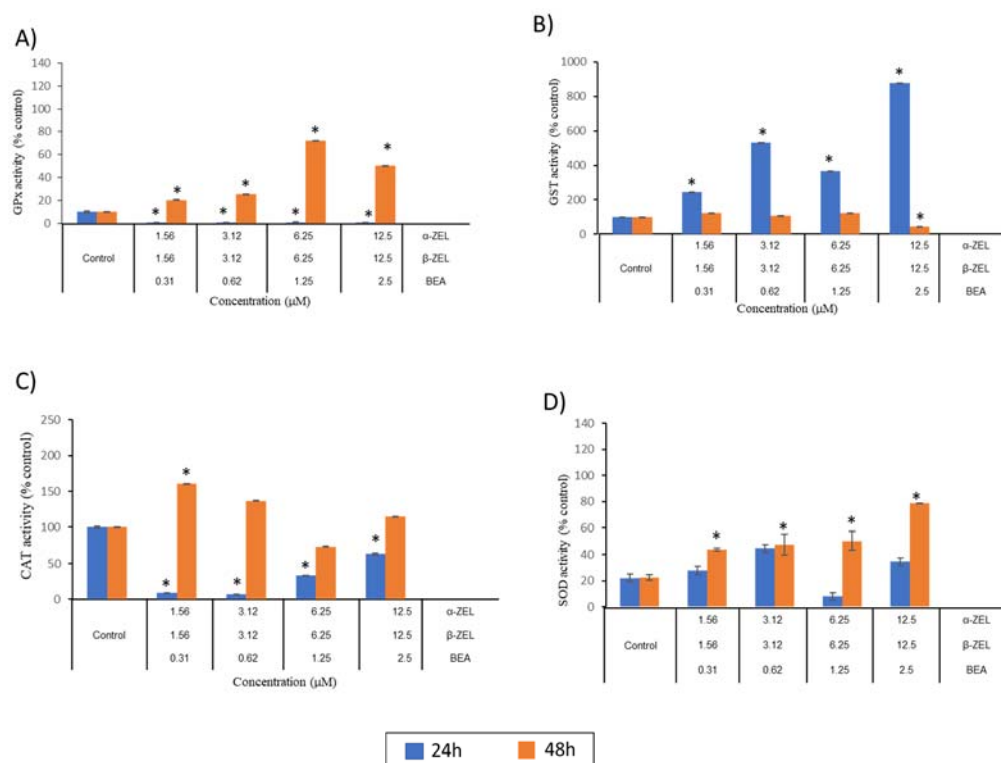 A)
GPx activity (% control)
140
120
100
80
60
40
20
0
* * * * * * * *
Control
1.56 3.12 6.25 12.5 α-ZEL
1.56 3.12 6.25 12.5 β-ZEL
0.31 0.62 1.25 2.5 BEA
Concentration (μM)
B)
GST activity (% control)
1000
800
600
400
200
0
* * * * *
Control
1.56 3.12 6.25 12.5 α-ZEL
1.56 3.12 6.25 12.5 β-ZEL
0.31 0.62 1.25 2.5 BEA
Concentration (μM)
C)
CAT activity (% control)
250
200
150
100
50
0
* * * * *
Control
1.56 3.12 6.25 12.5 α-ZEL
1.56 3.12 6.25 12.5 β-ZEL
0.31 0.62 1.25 2.5 BEA
Concentration (μM)
D)
SOD activity (% control)
140
120
100
80
60
40
20
0
* * * *
Control
1.56 3.12 6.25 12.5 α-ZEL
1.56 3.12 6.25 12.5 β-ZEL
0.31 0.62 1.25 2.5 BEA
24h 48h